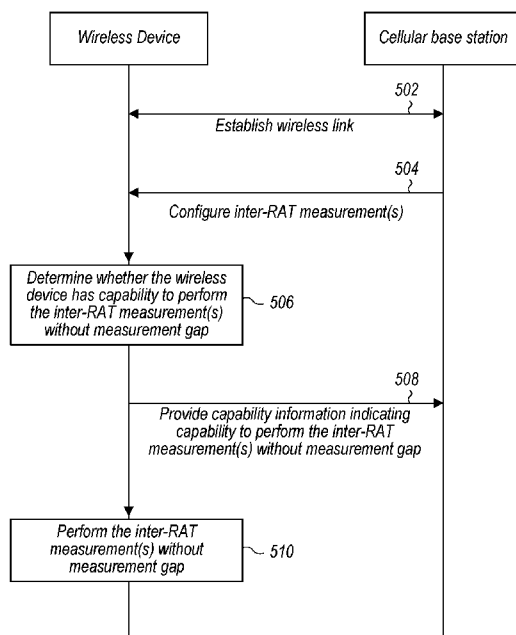 Wireless Device
Cellular base station
502
Establish wireless link
504
Configure inter-RAT measurement(s)
Determine whether the wireless
device has capability to perform
the inter-RAT measurement(s)
without measurement gap
506
508
Provide capability information indicating
capability to perform the inter-RAT
measurement(s) without measurement gap
Perform the inter-RAT
measurement(s) without
measurement gap
510